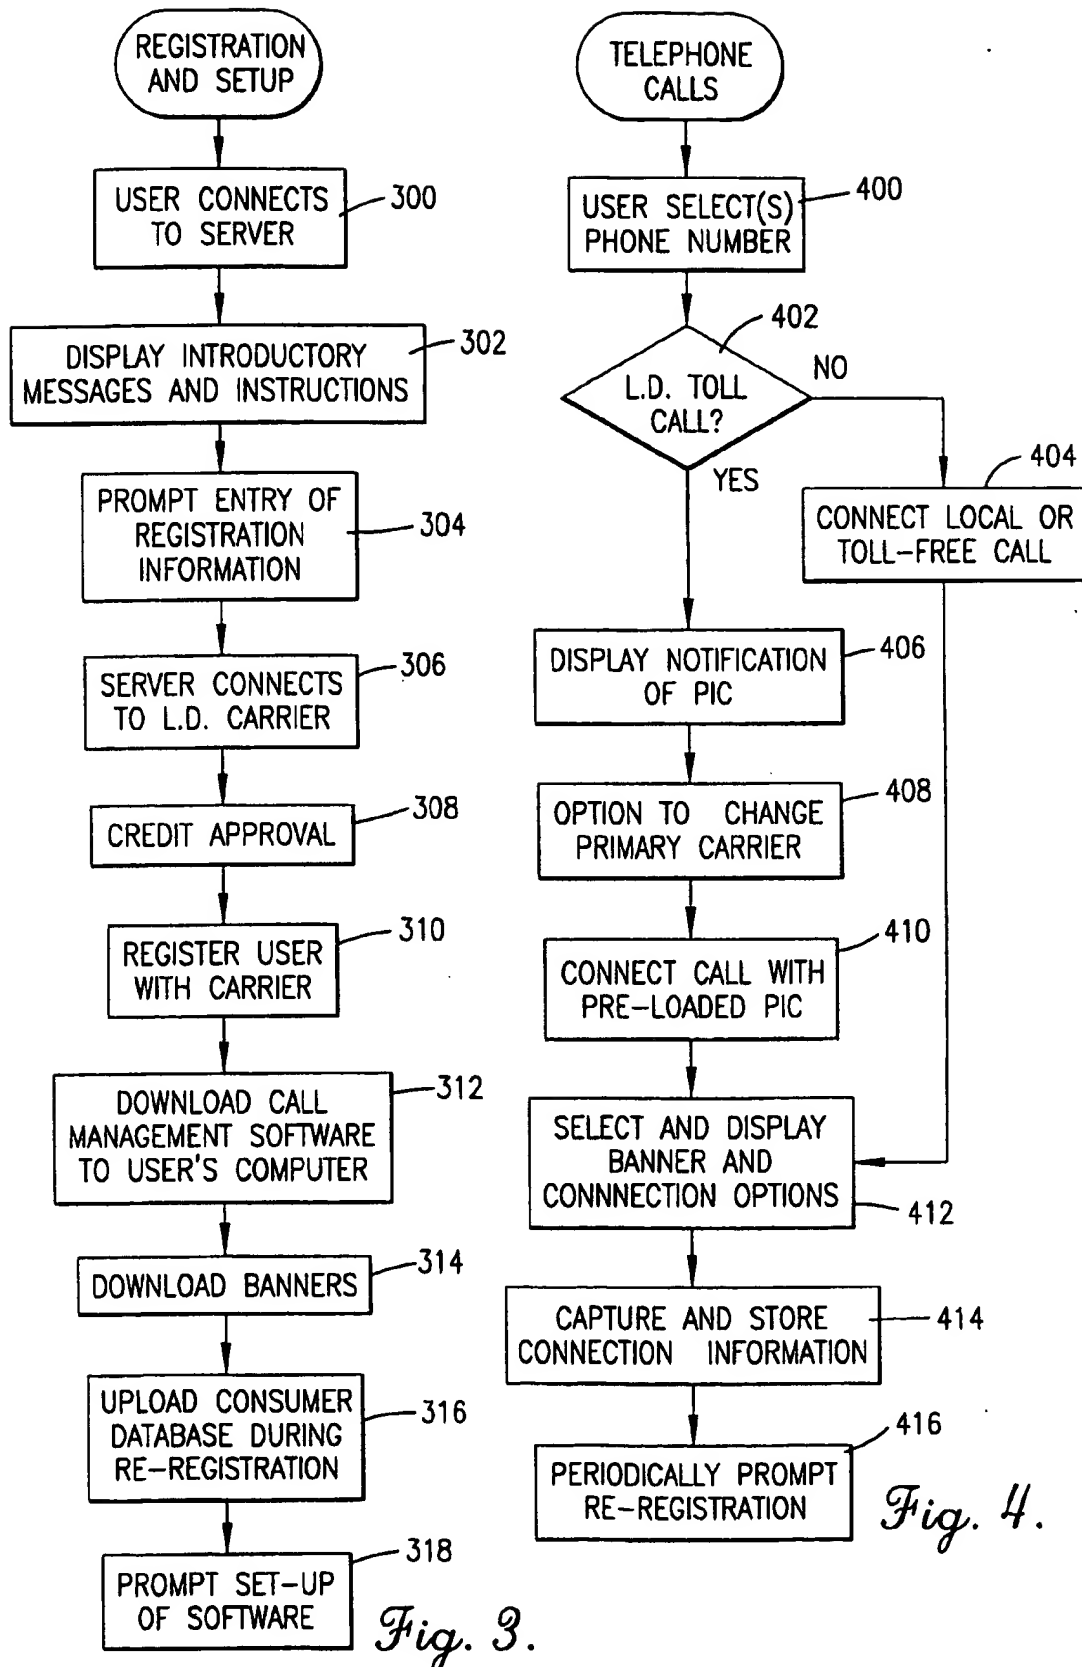 REGISTRATION
AND SETUP
USER CONNECTS
TO SERVER
300
DISPLAY INTRODUCTORY
MESSAGES AND INSTRUCTIONS
302
PROMPT ENTRY OF
REGISTRATION
INFORMATION
304
SERVER CONNECTS
TO L.D. CARRIER
306
CREDIT APPROVAL
308
REGISTER USER
WITH CARRIER
310
DOWNLOAD CALL
MANAGEMENT SOFTWARE
TO USER'S COMPUTER
312
DOWNLOAD BANNERS
314
UPLOAD CONSUMER
DATABASE DURING
RE-REGISTRATION
316
PROMPT SET-UP
OF SOFTWARE
318
Fig. 3.
TELEPHONE
CALLS
USER SELECT(S)
PHONE NUMBER
400
L.D. TOLL
CALL?
402
NO
YES
CONNECT LOCAL OR
TOLL-FREE CALL
404
DISPLAY NOTIFICATION
OF PIC
406
OPTION TO CHANGE
PRIMARY CARRIER
408
CONNECT CALL WITH
PRE-LOADED PIC
410
SELECT AND DISPLAY
BANNER AND
CONNNECTION OPTIONS
412
CAPTURE AND STORE
CONNECTION INFORMATION
414
PERIODICALLY PROMPT
RE-REGISTRATION
416
Fig. 4.